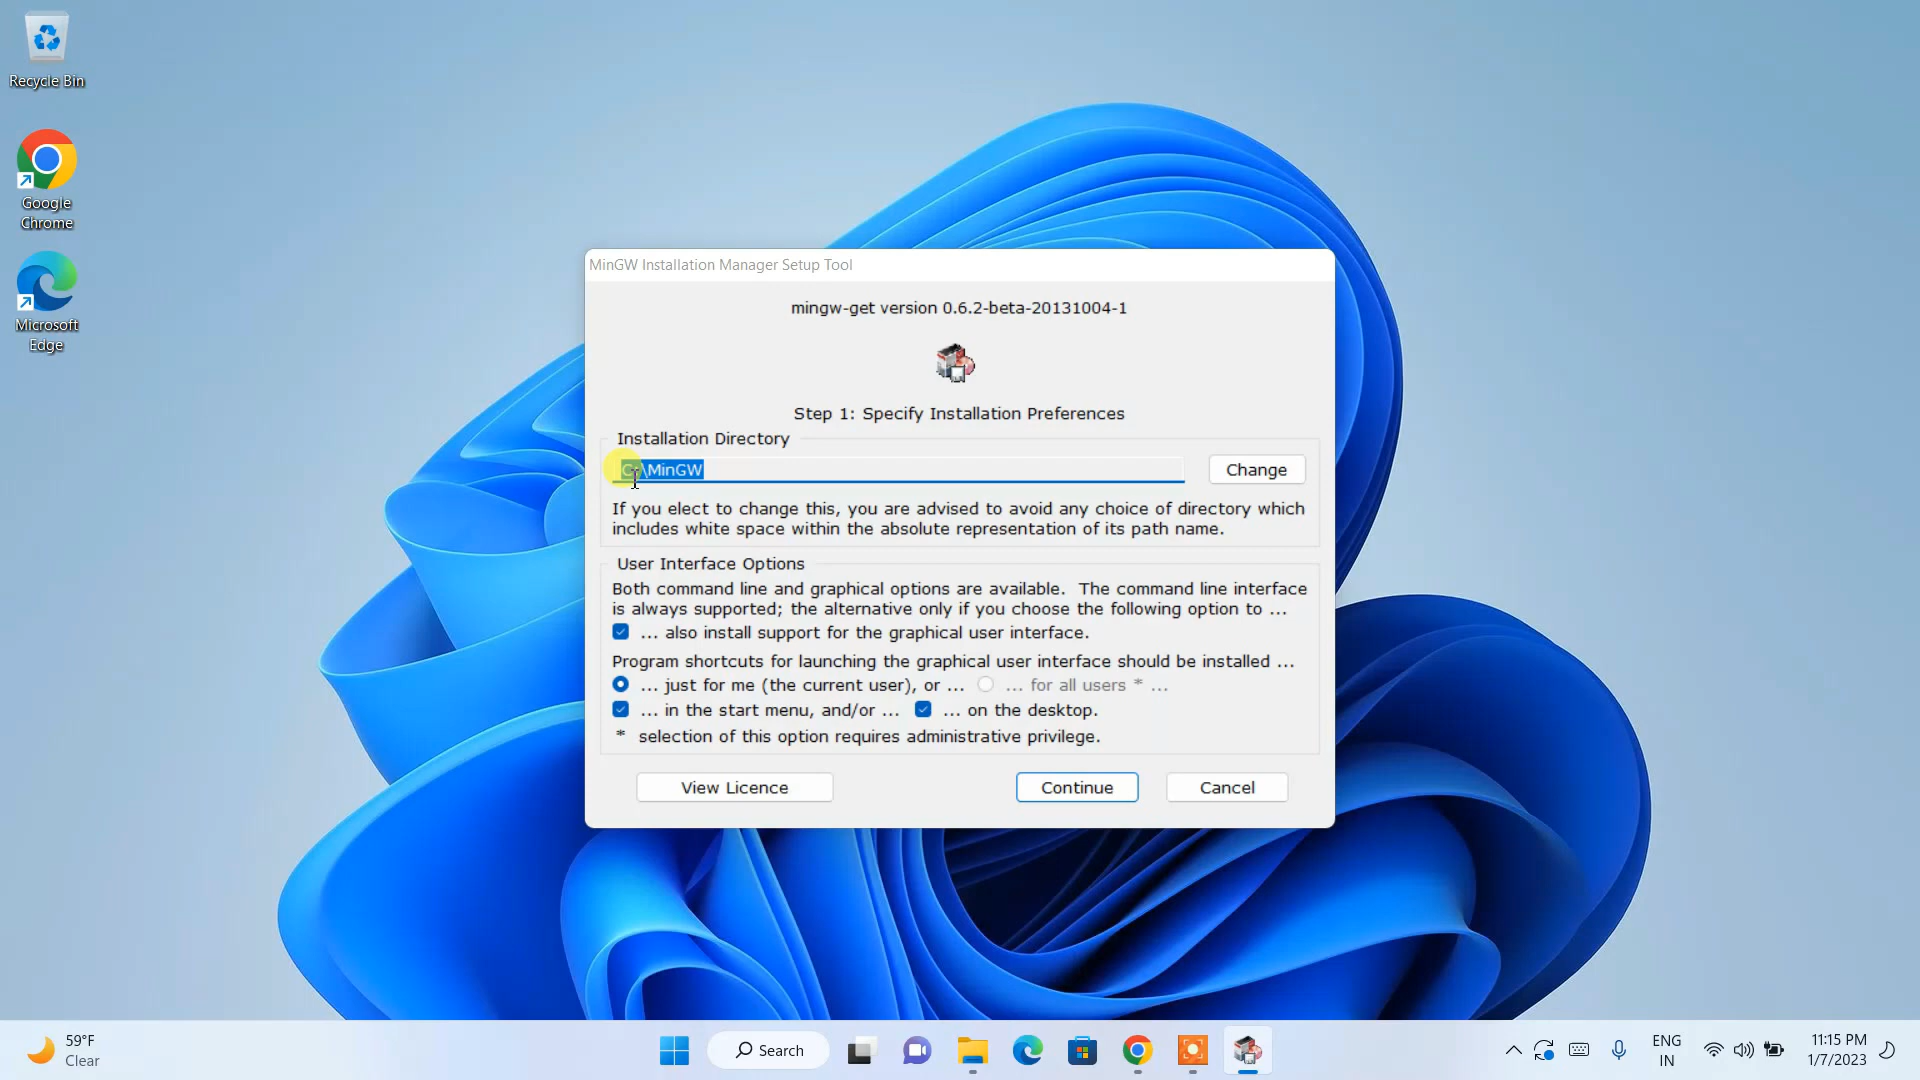 Recycle Bin
Google
Chrome
Microsoft
Edge
MinGW Installation Manager Setup Tool
mingw-get version 0.6.2-beta-20131004-1
Step 1: Specify Installation Preferences
Installation Directory
C:\MinGW
Change
If you elect to change this, you are advised to avoid any choice of directory which
includes white space within the absolute representation of its path name.
User Interface Options
Both command line and graphical options are available. The command line interface
is always supported; the alternative only if you choose the following option to ...
... also install support for the graphical user interface.
Program shortcuts for launching the graphical user interface should be installed ...
... just for me (the current user), or ... ... for all users * ...
... in the start menu, and/or ... ... on the desktop.
* selection of this option requires administrative privilege.
View Licence
Continue
Cancel
59°F
Clear
Search
ENG
IN
11:15 PM
1/7/2023